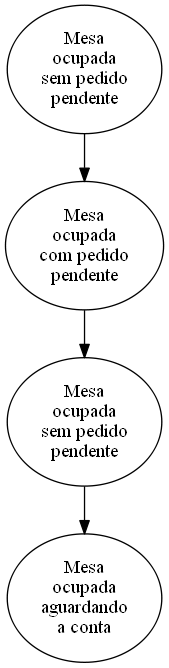 Mesa
ocupada
sem pedido
pendente
Mesa
ocupada
com pedido
pendente
Mesa
ocupada
sem pedido
pendente
Mesa
ocupada
aguardando
a conta